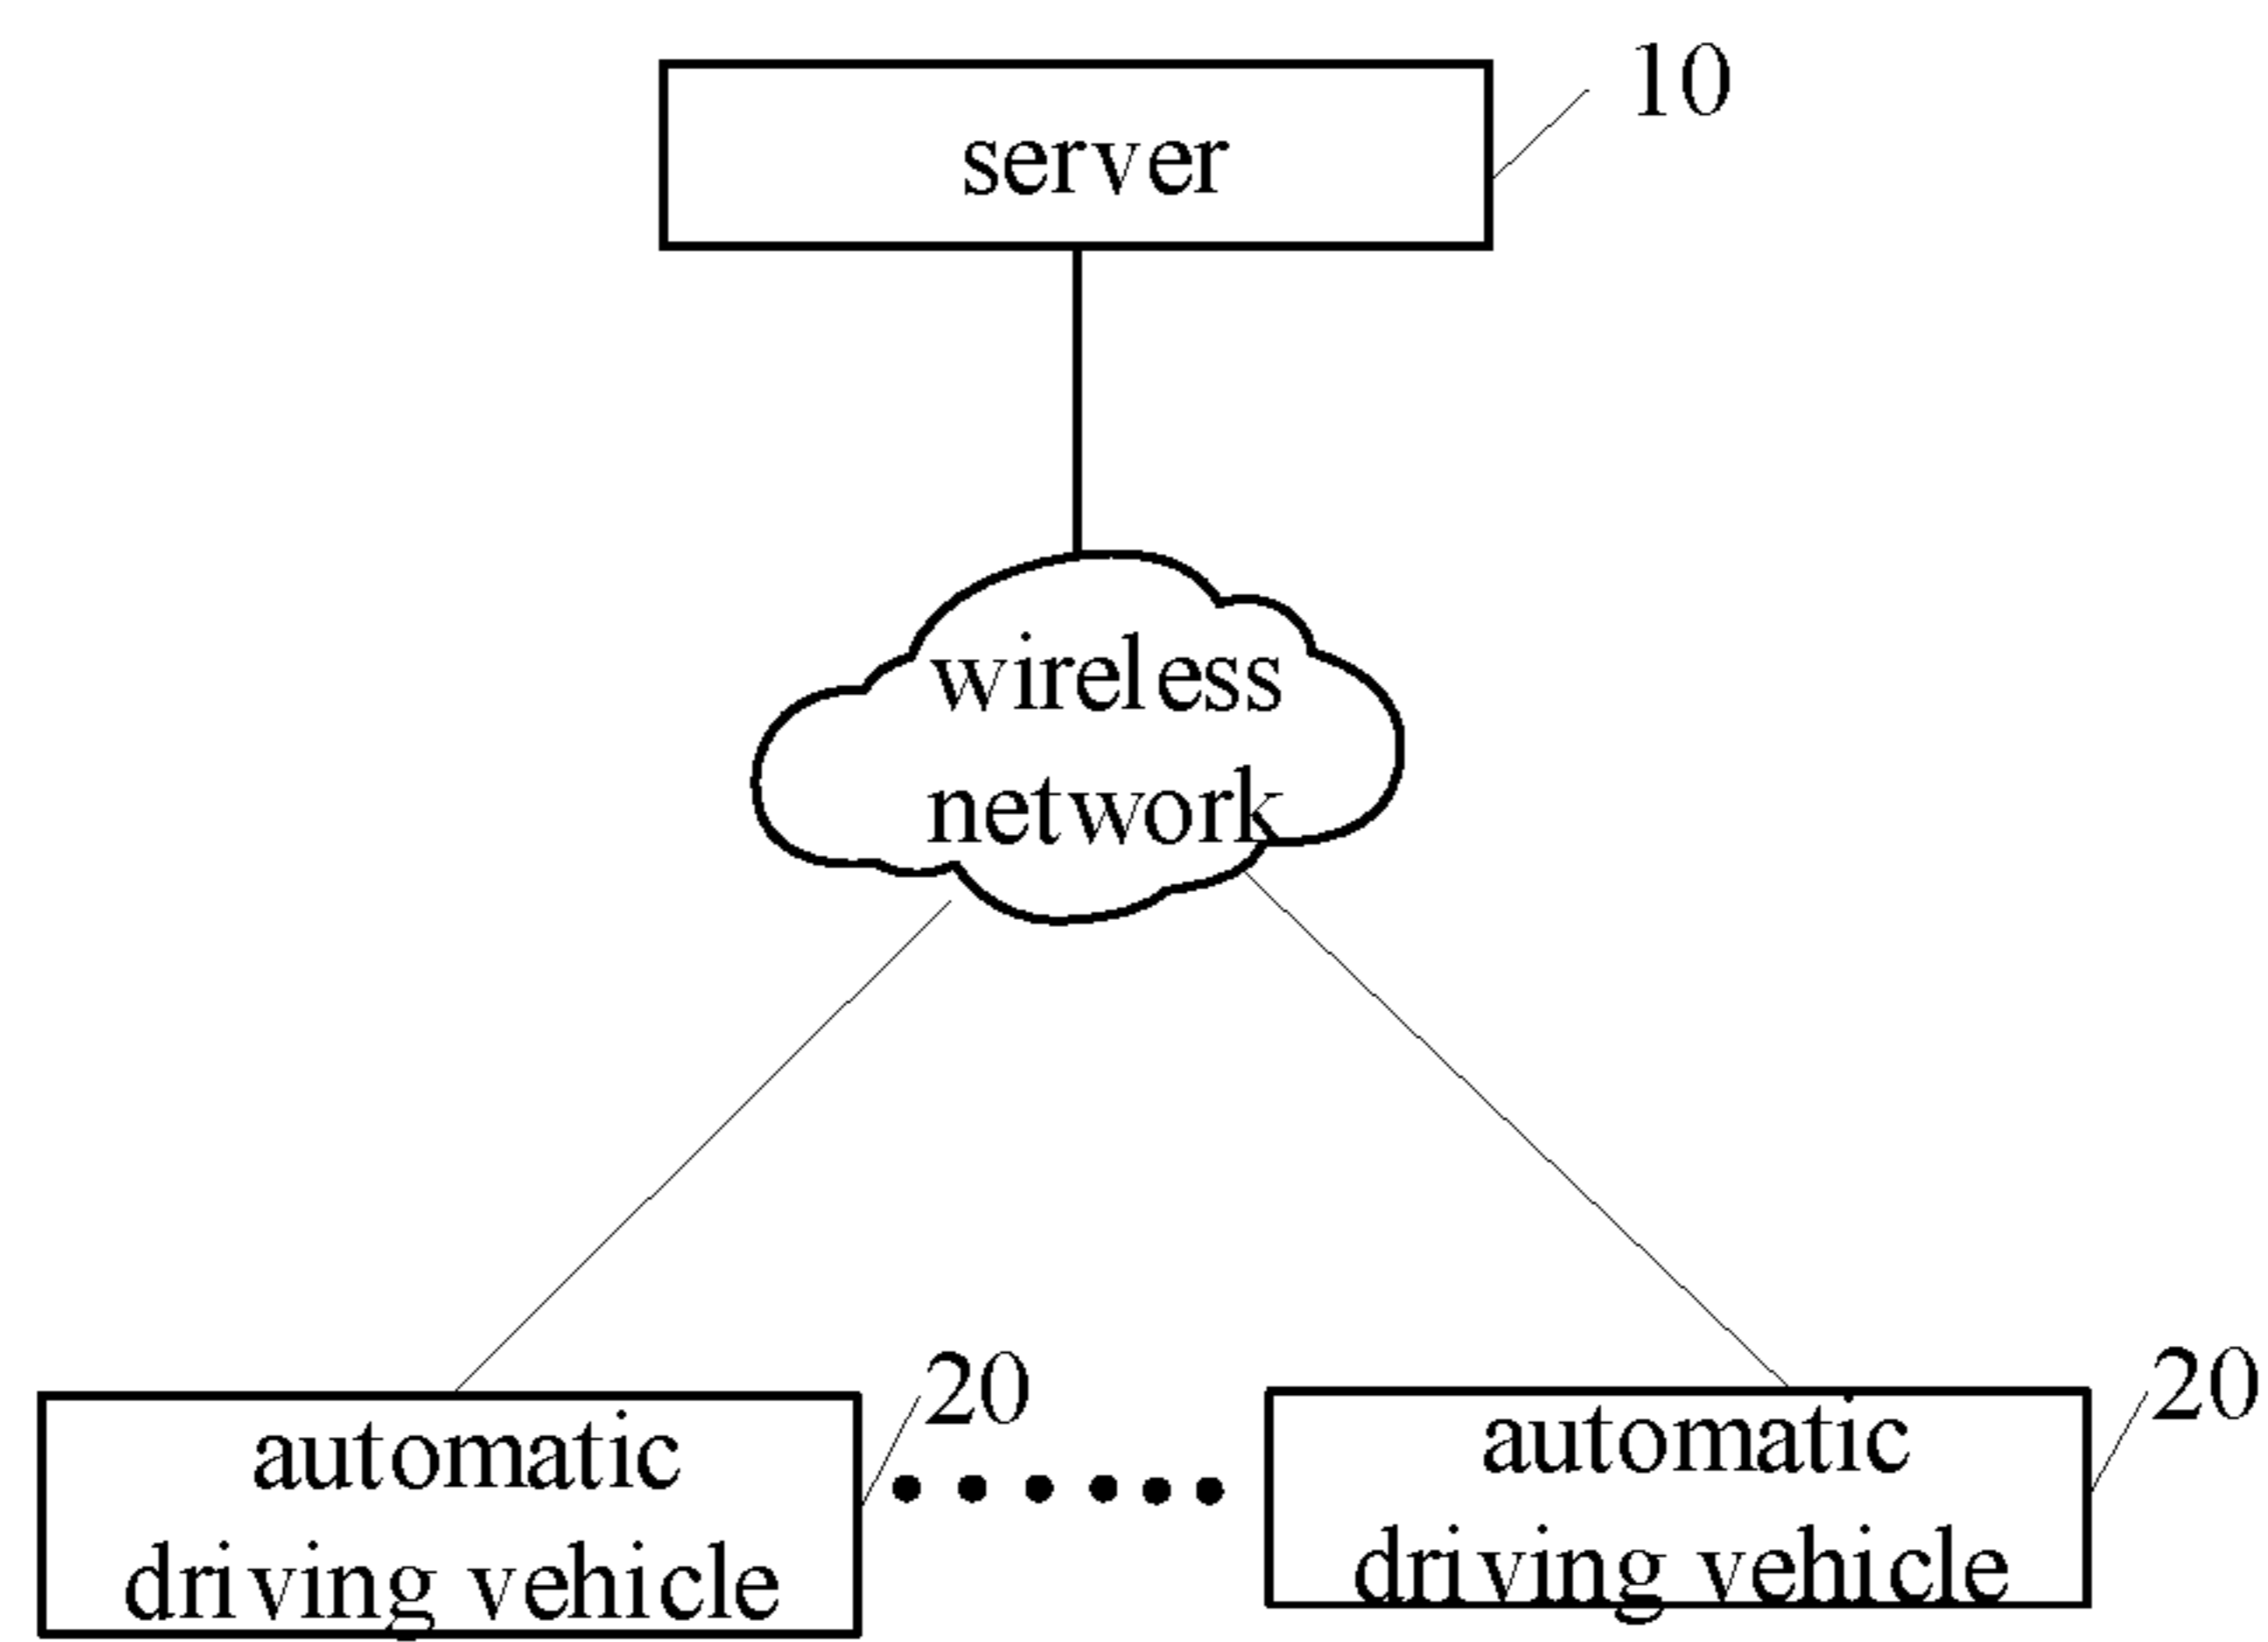 10
server
wireless
network
20
20
automatic
driving vehicle
automatic
driving vehicle